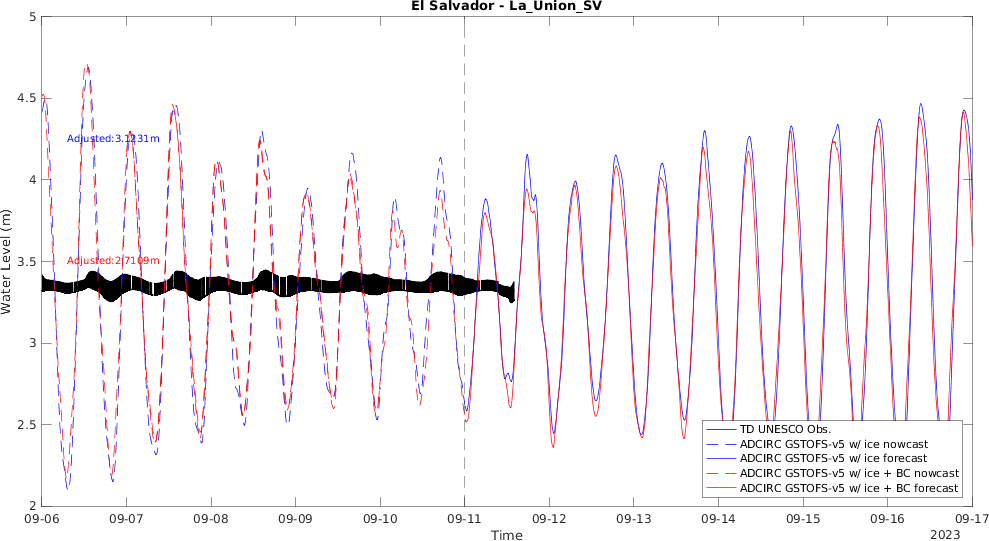 El Salvador - La_Union_SV
Water Level (m)
5
4.5
4
3.5
3
2.5
2
Adjusted:3.1231m
Adjusted:2.7109m
TD UNESCO Obs.
ADCIRC GSTOFS-v5 w/ ice nowcast
ADCIRC GSTOFS-v5 w/ ice forecast
ADCIRC GSTOFS-v5 w/ ice + BC nowcast
ADCIRC GSTOFS-v5 w/ ice + BC forecast
09-06 09-07 09-08 09-09 09-10 09-11 09-12 09-13 09-14 09-15 09-16 09-17
Time
2023